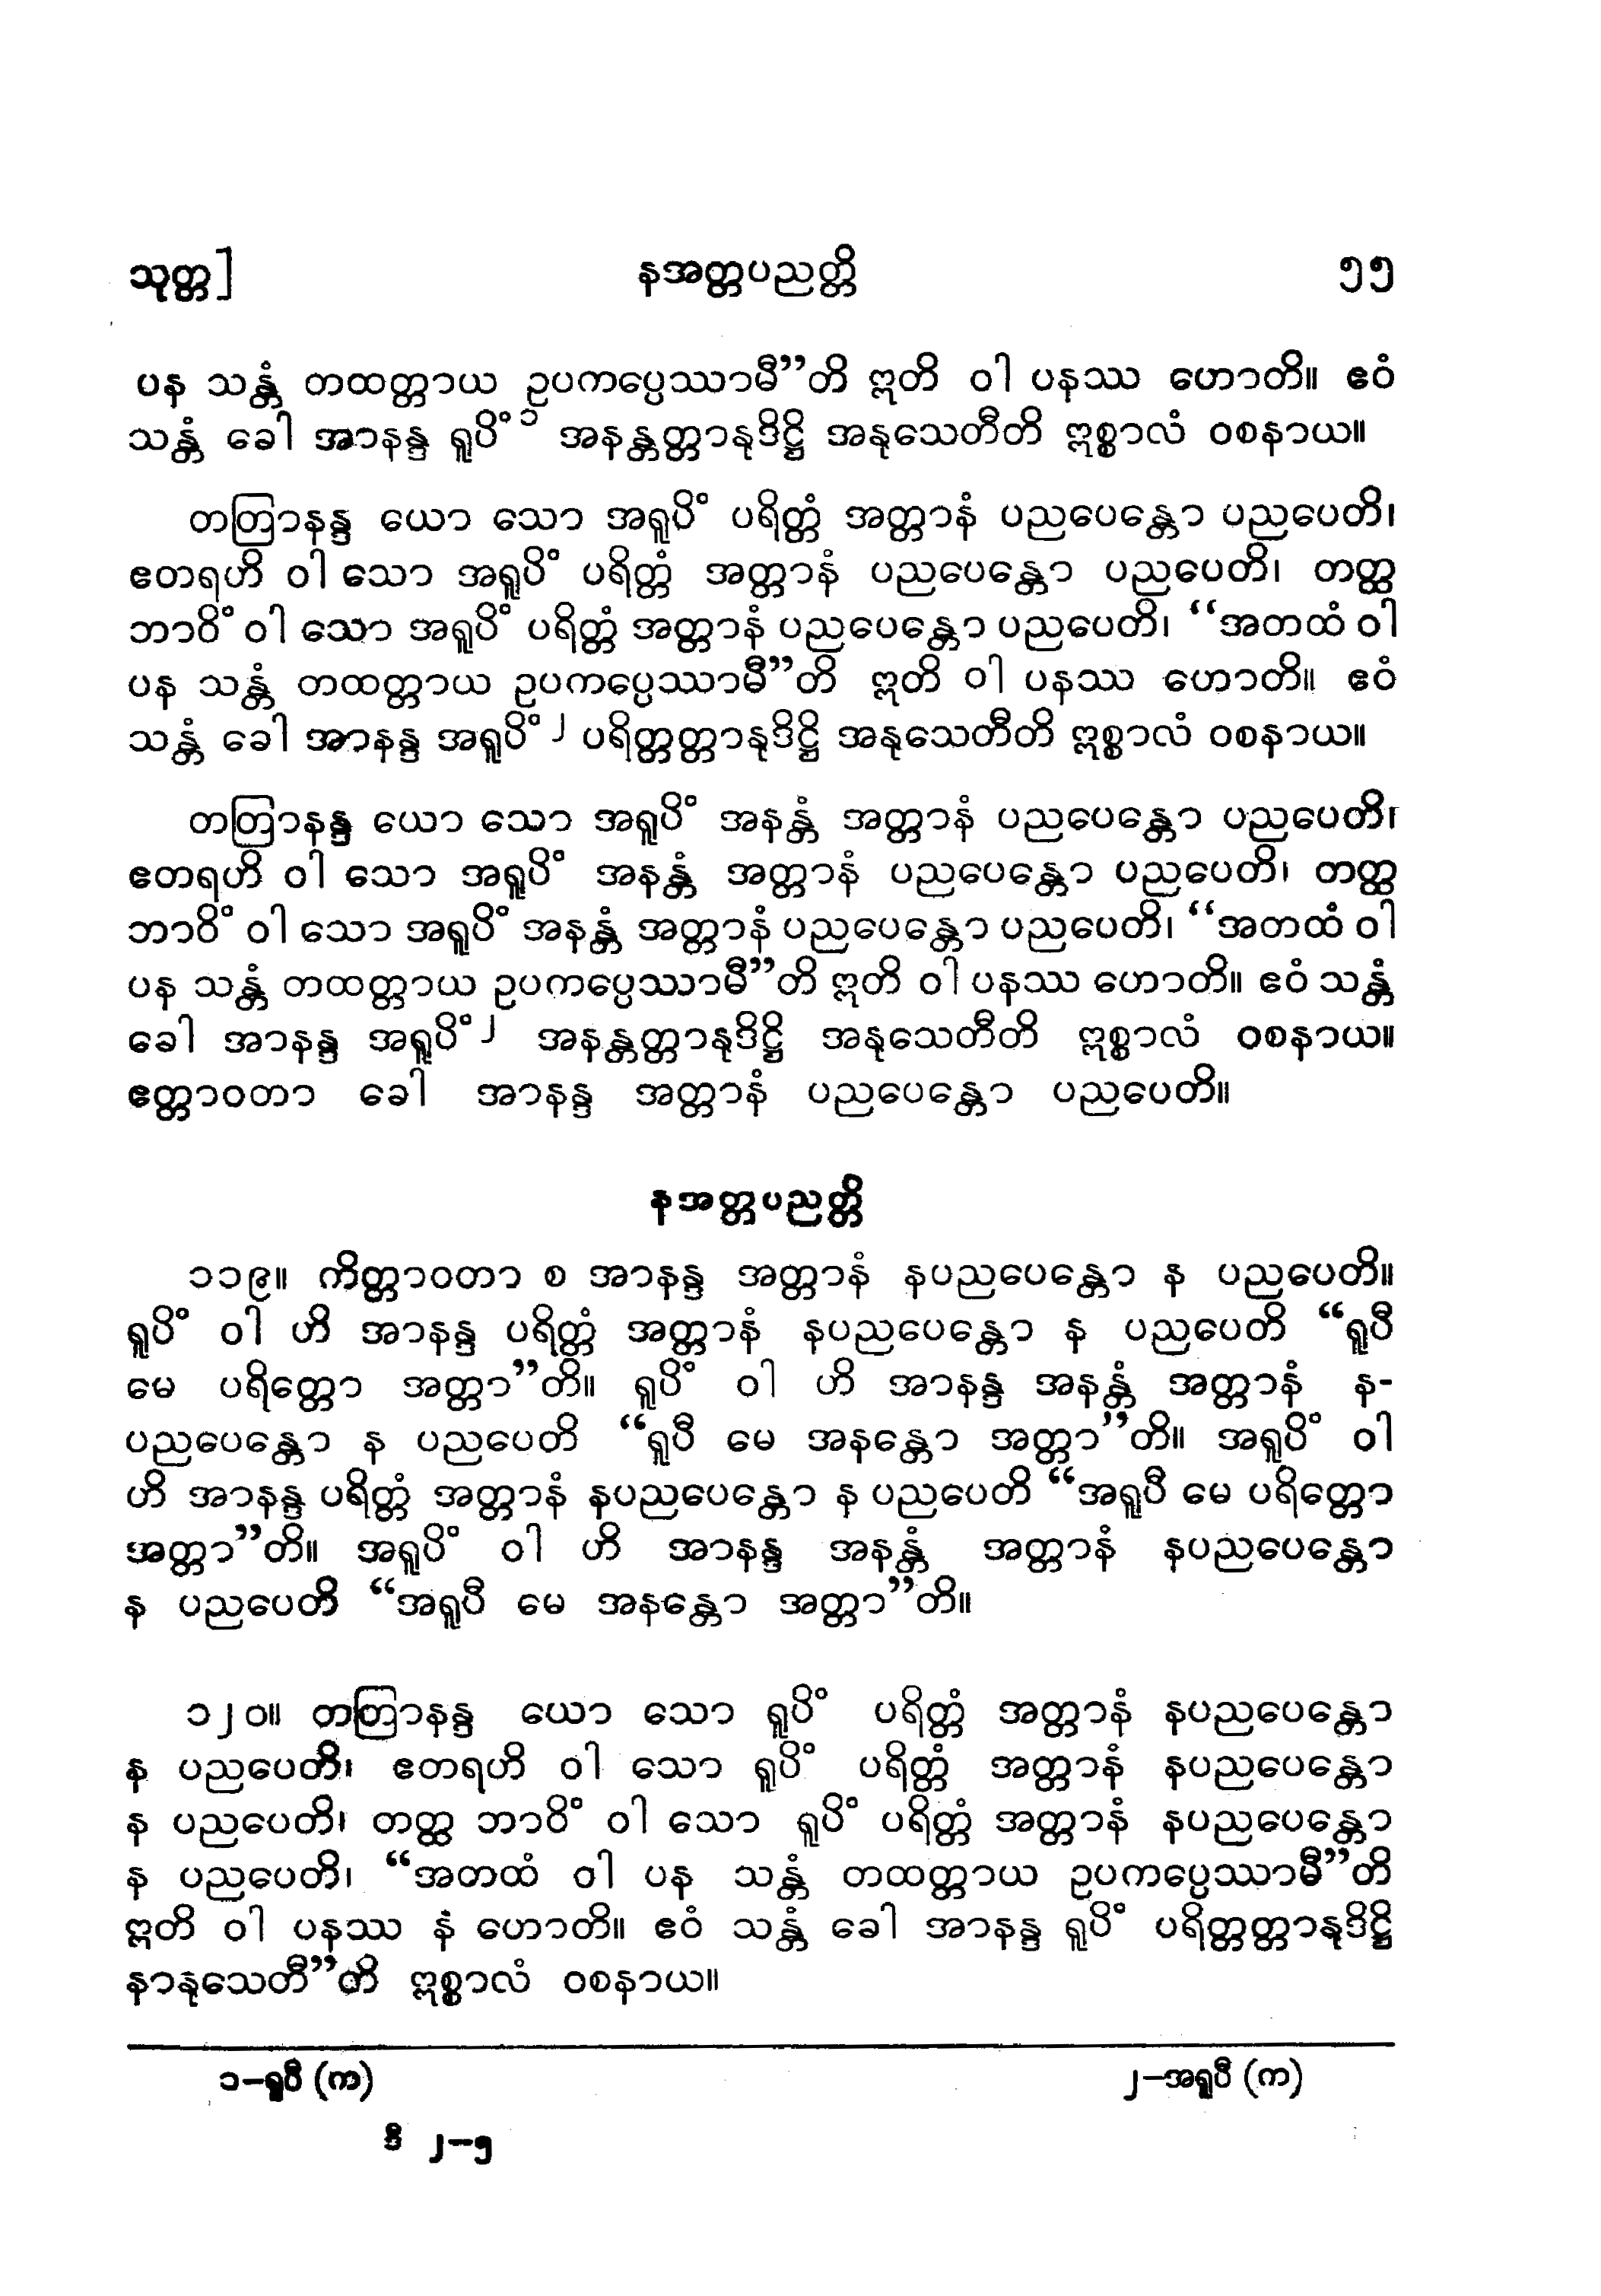 သုတ္တ] နအတ္တပညတ္တိ ၅၅
ပန သန္တံ တထတ္တာယ ဥပကပ္ပေဿာမီ”တိ ဣတိ ဝါ ပနဿ ဟောတိ။ ဧဝံ
သန္တံ ခေါ အာနန္ဒ ရူပိံ ၁ အနန္တတ္တာနုဒိဋ္ဌိ အနုသေတီတိ ဣစ္စာလံ ဝစနာယ။
တတြာနန္ဒ ယော သော အရူပိံ ပရိတ္တံ အတ္တာနံ ပညပေန္တော ပညပေတိ၊
ဧတရဟိ ဝါ သော အရူပိံ ပရိတ္တံ အတ္တာနံ ပညပေန္တော ပညပေတိ၊ တတ္ထ
ဘာဝိံ ဝါ သော အရူပိံ ပရိတ္တံ အတ္တာနံ ပညပေန္တော ပညပေတိ၊ “အတထံ ဝါ
ပန သန္တံ တထတ္တာယ ဥပကပ္ပေဿာမီ”တိ ဣတိ ဝါ ပနဿ ဟောတိ။ ဧဝံ
သန္တံ ခေါ အာနန္ဒ အရူပိံ ၂ ပရိတ္တတ္တာနုဒိဋ္ဌိ အနုသေတီတိ ဣစ္စာလံ ဝစနာယ။
တတြာနန္ဒ ယော သော အရူပိံ အနန္တံ အတ္တာနံ ပညပေန္တော ပညပေတိ၊
ဧတရဟိ ဝါ သော အရူပိံ အနန္တံ အတ္တာနံ ပညပေန္တော ပညပေတိ၊ တတ္ထ
ဘာဝိံ ဝါ သော အရူပိံ အနန္တံ အတ္တာနံ ပညပေန္တော ပညပေတိ၊ “အတထံ ဝါ
ပန သန္တံ တထတ္တာယ ဥပကပ္ပေဿာမီ”တိ ဣတိ ဝါ ပနဿ ဟောတိ။ ဧဝံ သန္တံ
ခေါ အာနန္ဒ အရူပိံ ၂ အနန္တတ္တာနုဒိဋ္ဌိ အနုသေတီတိ ဣစ္စာလံ ဝစနာယ။
ဧတ္တာဝတာ ခေါ အာနန္ဒ အတ္တာနံ ပညပေန္တော ပညပေတိ။
နအတ္တပညတ္တိ
၁၁၉။ ကိတ္တာဝတာ စ အာနန္ဒ အတ္တာနံ နပညပေန္တော န ပညပေတိ။
ရူပိံ ဝါ ဟိ အာနန္ဒ ပရိတ္တံ အတ္တာနံ နပညပေန္တော န ပညပေတိ “ရူပီ
မေ ပရိတ္တော အတ္တာ”တိ။ ရူပိံ ဝါ ဟိ အာနန္ဒ အနန္တံ အတ္တာနံ န-
ပညပေန္တော န ပညပေတိ “ရူပီ မေ အနန္တော အတ္တာ”တိ။ အရူပိံ ဝါ
ဟိ အာနန္ဒ ပရိတ္တံ အတ္တာနံ နပညပေန္တော န ပညပေတိ “အရူပီ မေ ပရိတ္တော
အတ္တာ”တိ။ အရူပိံ ဝါ ဟိ အာနန္ဒ အနန္တံ အတ္တာနံ နပညပေန္တော
န ပညပေတိ “အရူပီ မေ အနန္တော အတ္တာ”တိ။
၁၂၀။ တတြာနန္ဒ ယော သော ရူပိံ ပရိတ္တံ အတ္တာနံ နပညပေန္တော
န ပညပေတိ၊ ဧတရဟိ ဝါ သော ရူပိံ ပရိတ္တံ အတ္တာနံ နပညပေန္တော
န ပညပေတိ၊ တတ္ထ ဘာဝိံ ဝါ သော ရူပိံ ပရိတ္တံ အတ္တာနံ နပညပေန္တော
န ပညပေတိ၊ “အတထံ ဝါ ပန သန္တံ တထတ္တာယ ဥပကပ္ပေဿာမီ”တိ
ဣတိ ဝါ ပနဿ န ဟောတိ။ ဧဝံ သန္တံ ခေါ အာနန္ဒ ရူပိံ ပရိတ္တတ္တာနုဒိဋ္ဌိ
နာနုသေတီ”တိ ဣစ္စာလံ ဝစနာယ။
၁–ရူပီ (က) ၂–အရူပီ (က)
ဒီ ၂–၅